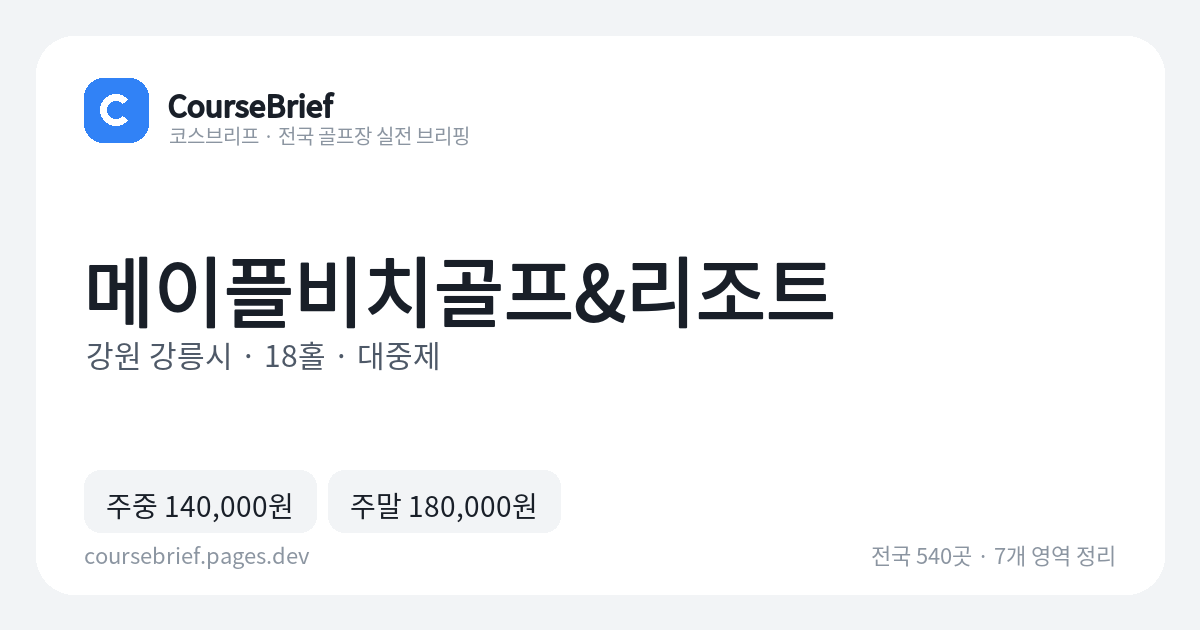 C
CourseBrief
코스브리프 · 전국 골프장 실전 브리핑
메이플비치골프&리조트
강원 강릉시 · 18홀 · 대중제
주중 140,000원
주말 180,000원
coursebrief.pages.dev
전국 540곳 · 7개 영역 정리